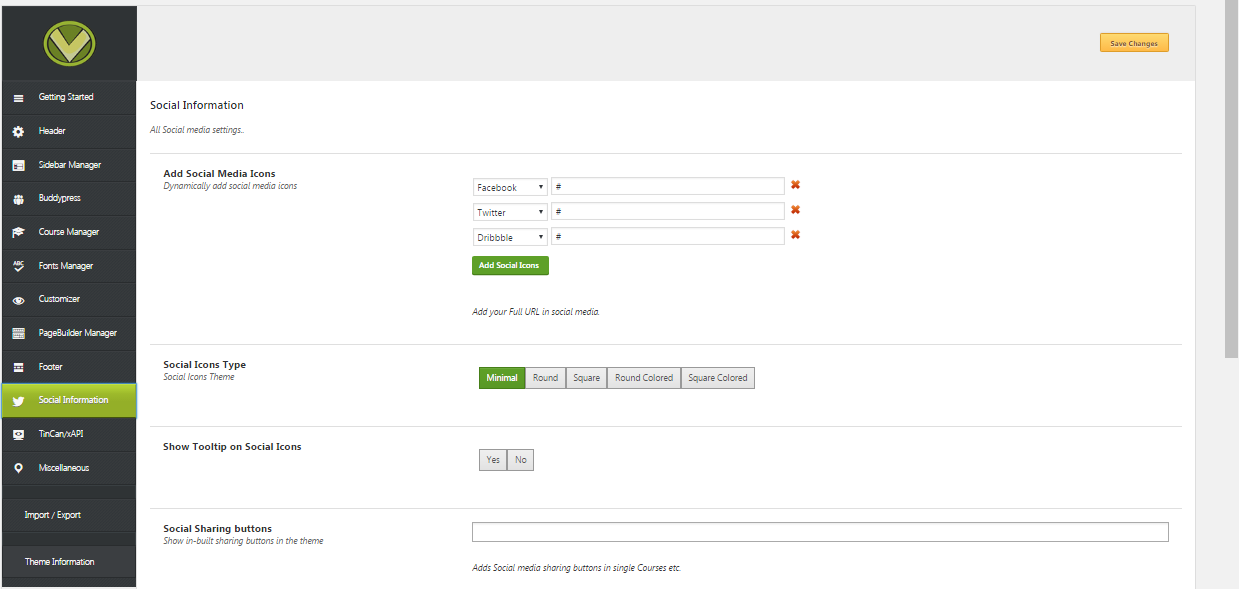 Save Changes
Getting Started
Header
Sidebar Manager
Buddypress
Course Manager
ABC
Fonts Manager
Customizer
PageBuilder Manager
Footer
Social Information
TinCan/xAPI
Miscellaneous
Import / Export
Theme Information
Social Information
All Social media settings..
Add Social Media Icons
Dynamically add social media icons
Facebook #
Twitter #
Dribbble #
Add Social Icons
Add your Full URL in social media.
Social Icons Type
Social Icons Theme
Minimal Round Square Round Colored Square Colored
Show Tooltip on Social Icons
Yes No
Social Sharing buttons
Show in-built sharing buttons in the theme
Adds Social media sharing buttons in single Courses etc.